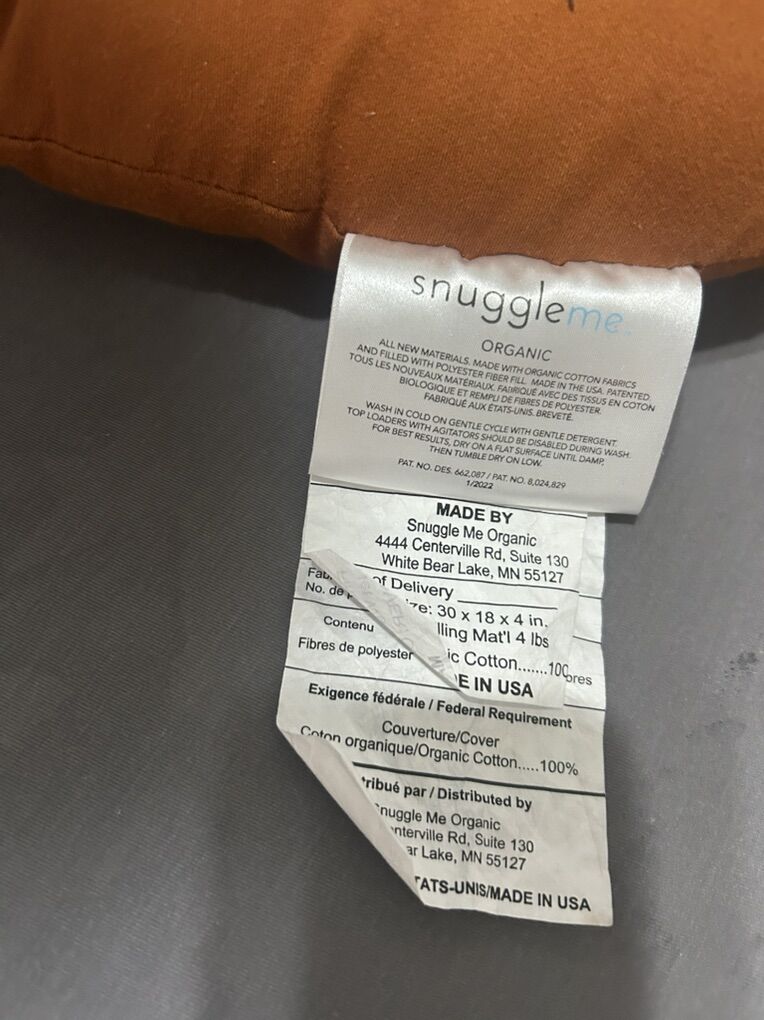 snuggleme
ORGANIC
ALL NEW MATERIALS. MADE WITH ORGANIC COTTON FABRICS
AND FILLED WITH POLYESTER FIBER FILL. MADE IN THE USA. PATENTED.
TOUS LES NOUVEAUX MATÉRIAUX. FABRIQUÉ AVEC DES TISSUS EN COTON
BIOLOGIQUE ET REMPLI DE FIBRES DE POLYESTER.
FABRIQUÉ AUX ÉTATS-UNIS. BREVETÉ.
WASH IN COLD ON GENTLE CYCLE WITH GENTLE DETERGENT.
TOP LOADERS WITH AGITATORS SHOULD BE DISABLED DURING WASH.
FOR BEST RESULTS, DRY ON A FLAT SURFACE UNTIL DAMP,
THEN TUMBLE DRY ON LOW.
PAT. NO. DES. 662,087 / PAT. NO. 8,024,829
1/2022
MADE BY
Snuggle Me Organic
4444 Centerville Rd, Suite 130
White Bear Lake, MN 55127
of Delivery
ze: 30 x 18 x 4 in.
lling Mat'l 4 lbs
ic Cotton.......100
E IN USA
No. de
Contenu
Fibres de polyester
bres
Exigence fédérale / Federal Requirement
Couverture/Cover
Coton organique/Organic Cotton.....100%
tribué par / Distributed by
nuggle Me Organic
nterville Rd, Suite 130
ar Lake, MN 55127
TATS-UNIS/MADE IN USA